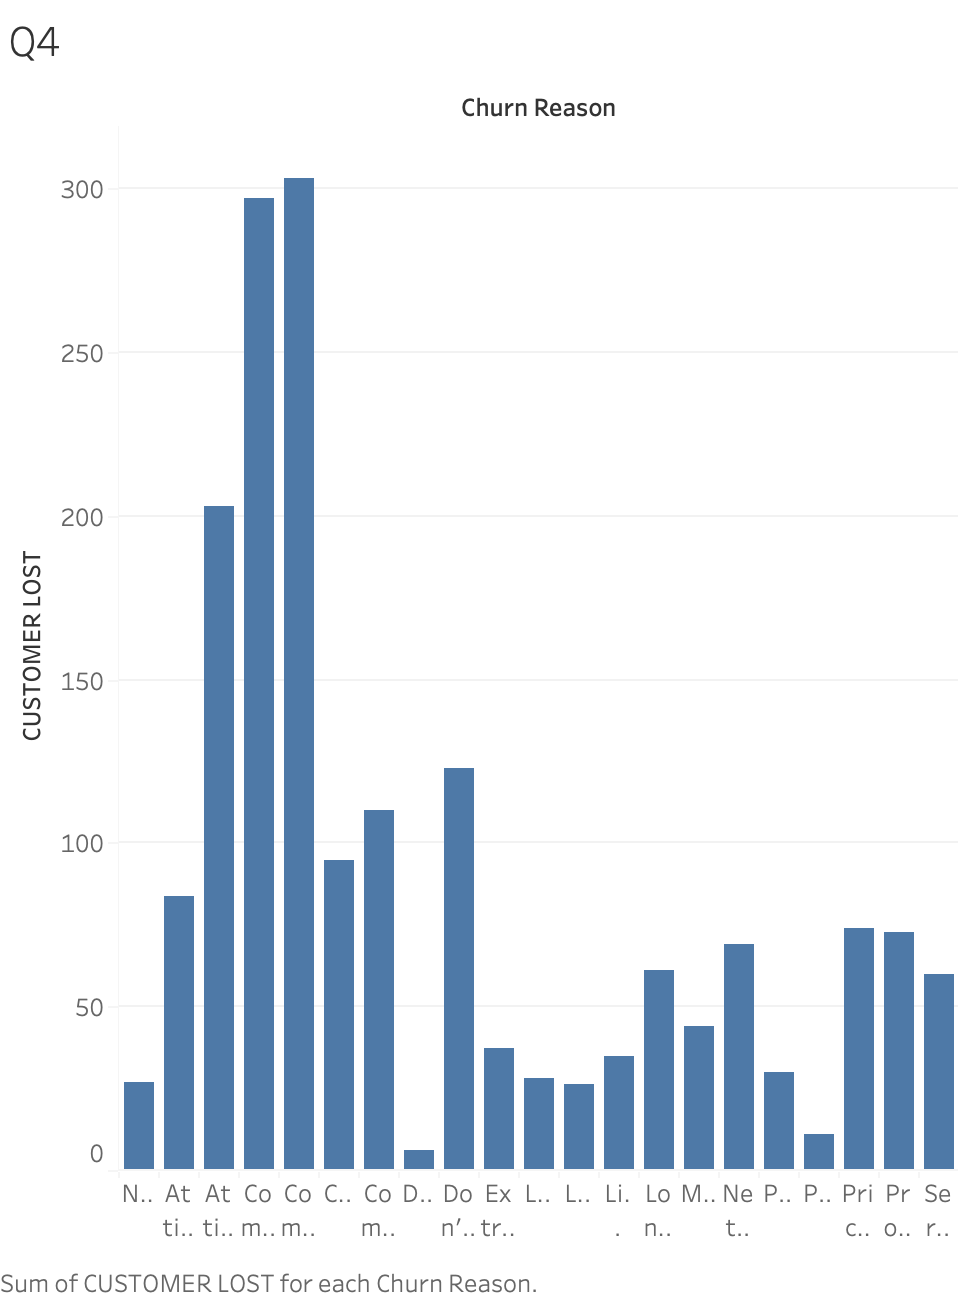 Q4
Churn Reason
300
250
200
150
100
50
0
CUSTOMER LOST
N.. At At Co Co C.. Co D.. Do Ex L.. L.. Li. Lo M.. Ne P.. P.. Pri Pr Se
ti.. ti.. m.. m.. m.. n'.. tr.. . n.. t.. c.. o.. r..
Sum of CUSTOMER LOST for each Churn Reason.